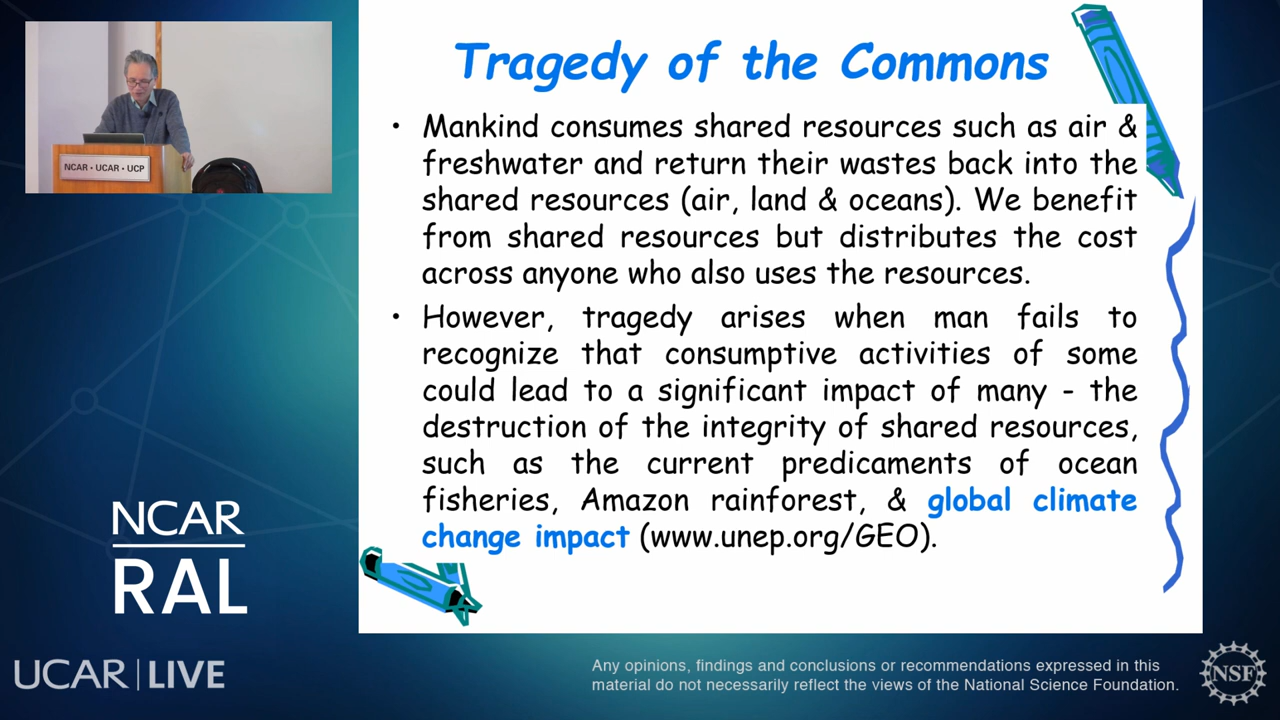 NCAR • UCAR • UCP
Tragedy of the Commons
• Mankind consumes shared resources such as air &
freshwater and return their wastes back into the
shared resources (air, land & oceans). We benefit
from shared resources but distributes the cost
across anyone who also uses the resources.
• However, tragedy arises when man fails to
recognize that consumptive activities of some
could lead to a significant impact of many - the
destruction of the integrity of shared resources,
such as the current predicaments of ocean
fisheries, Amazon rainforest, & global climate
change impact (www.unep.org/GEO).
NCAR
RAL
UCAR | LIVE
Any opinions, findings and conclusions or recommendations expressed in this
material do not necessarily reflect the views of the National Science Foundation.
NSF